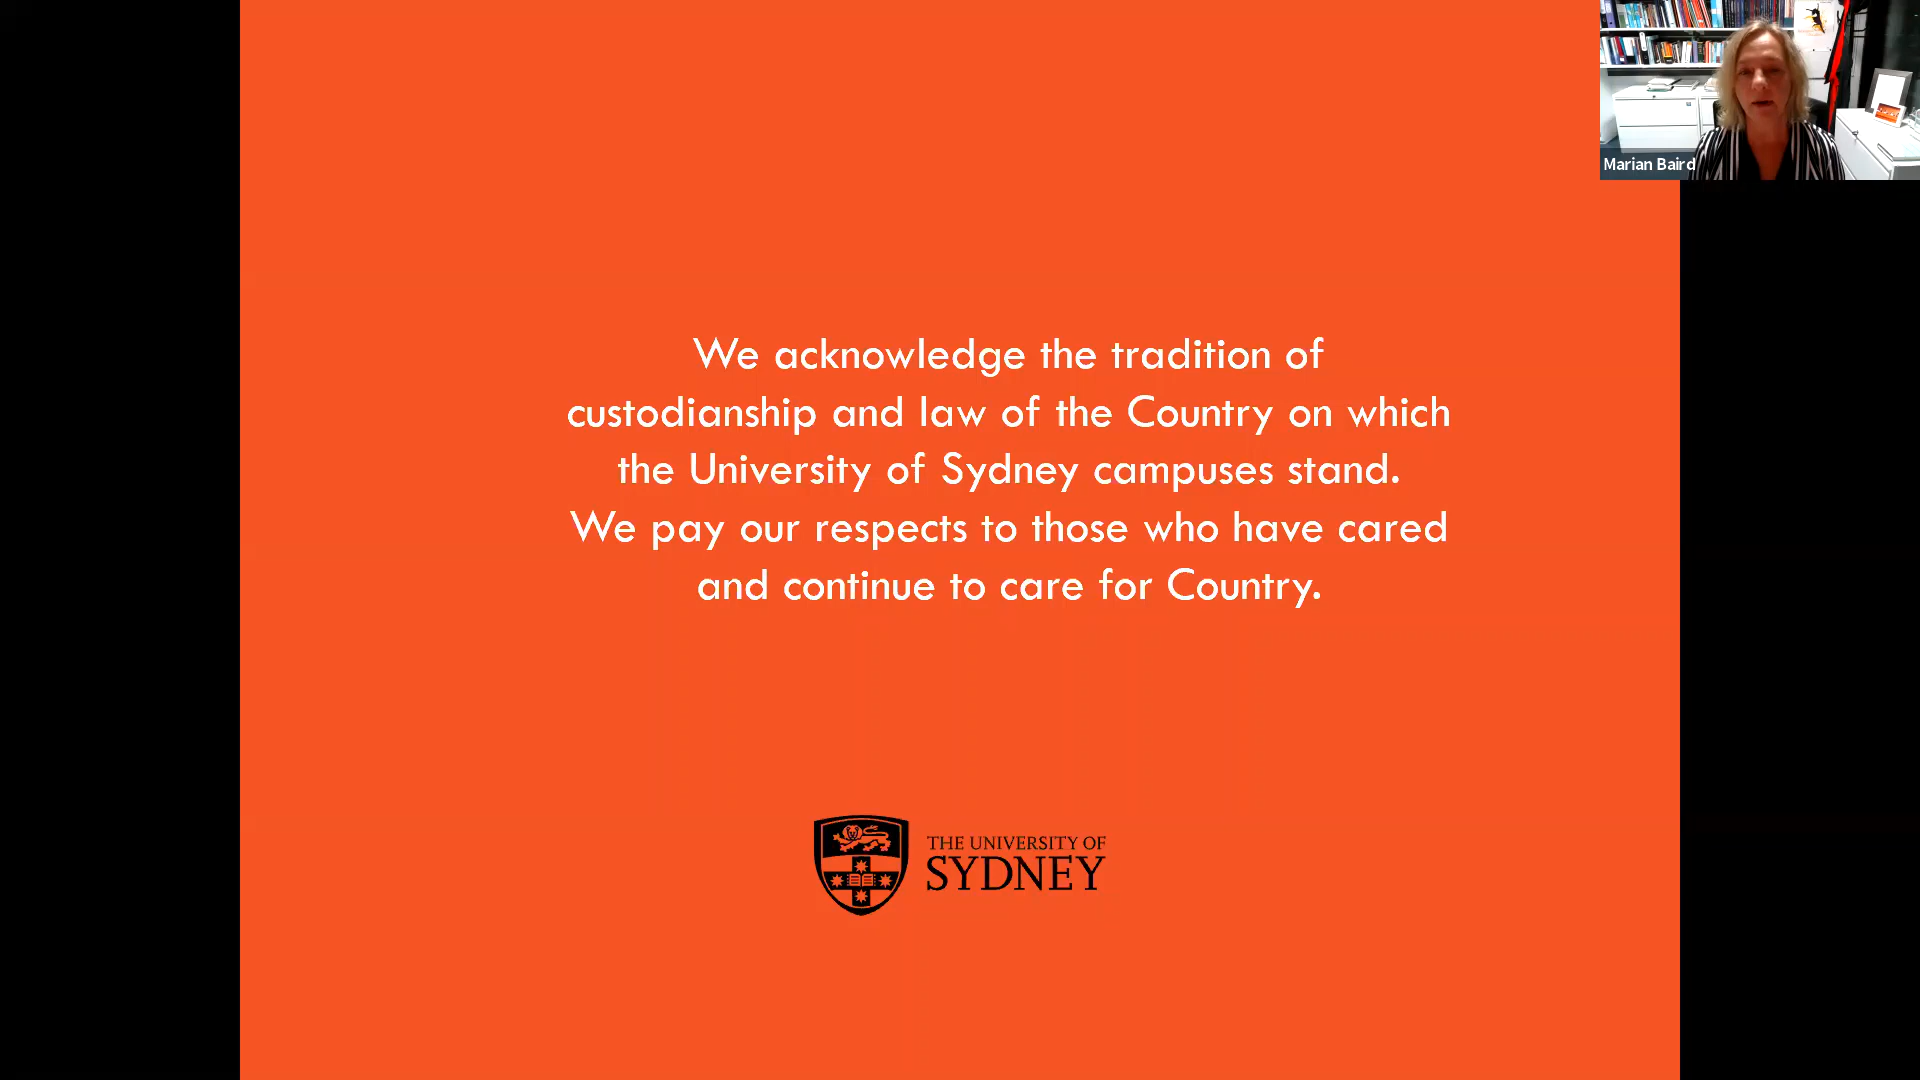 Marian Baird
We acknowledge the tradition of
custodianship and law of the Country on which
the University of Sydney campuses stand.
We pay our respects to those who have cared
and continue to care for Country.
THE UNIVERSITY OF
SYDNEY